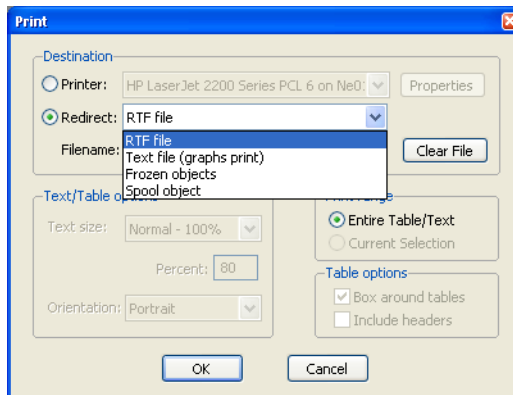 Print
Destination
Printer:
HP LaserJet 2200 Series PCL 6 on Ne0
Properties
Redirect:
RTF file
RTF file
Text file (graphs print)
Frozen objects
Spool object
Filename:
Clear File
Text/Table
Text size:
Normal - 100%
Percent:
80
Orientation:
Portrait
range
Entire Table/Text
Current Selection
Table options
Box around tables
Include headers
OK
Cancel